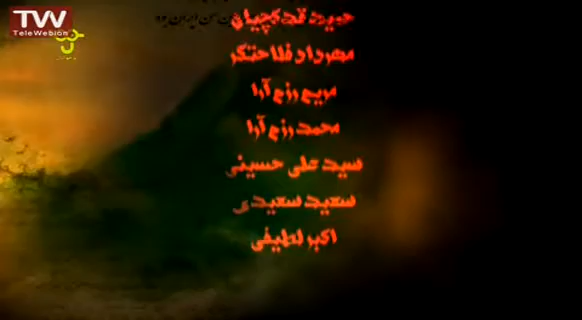 TVW
TeleWebion
حمید قدکچیان
مهرداد فلاحتگر
مریم رزم آرا
محمد رزم آرا
سید علی حسینی
سعید سعیدی
اکبر لطیفی